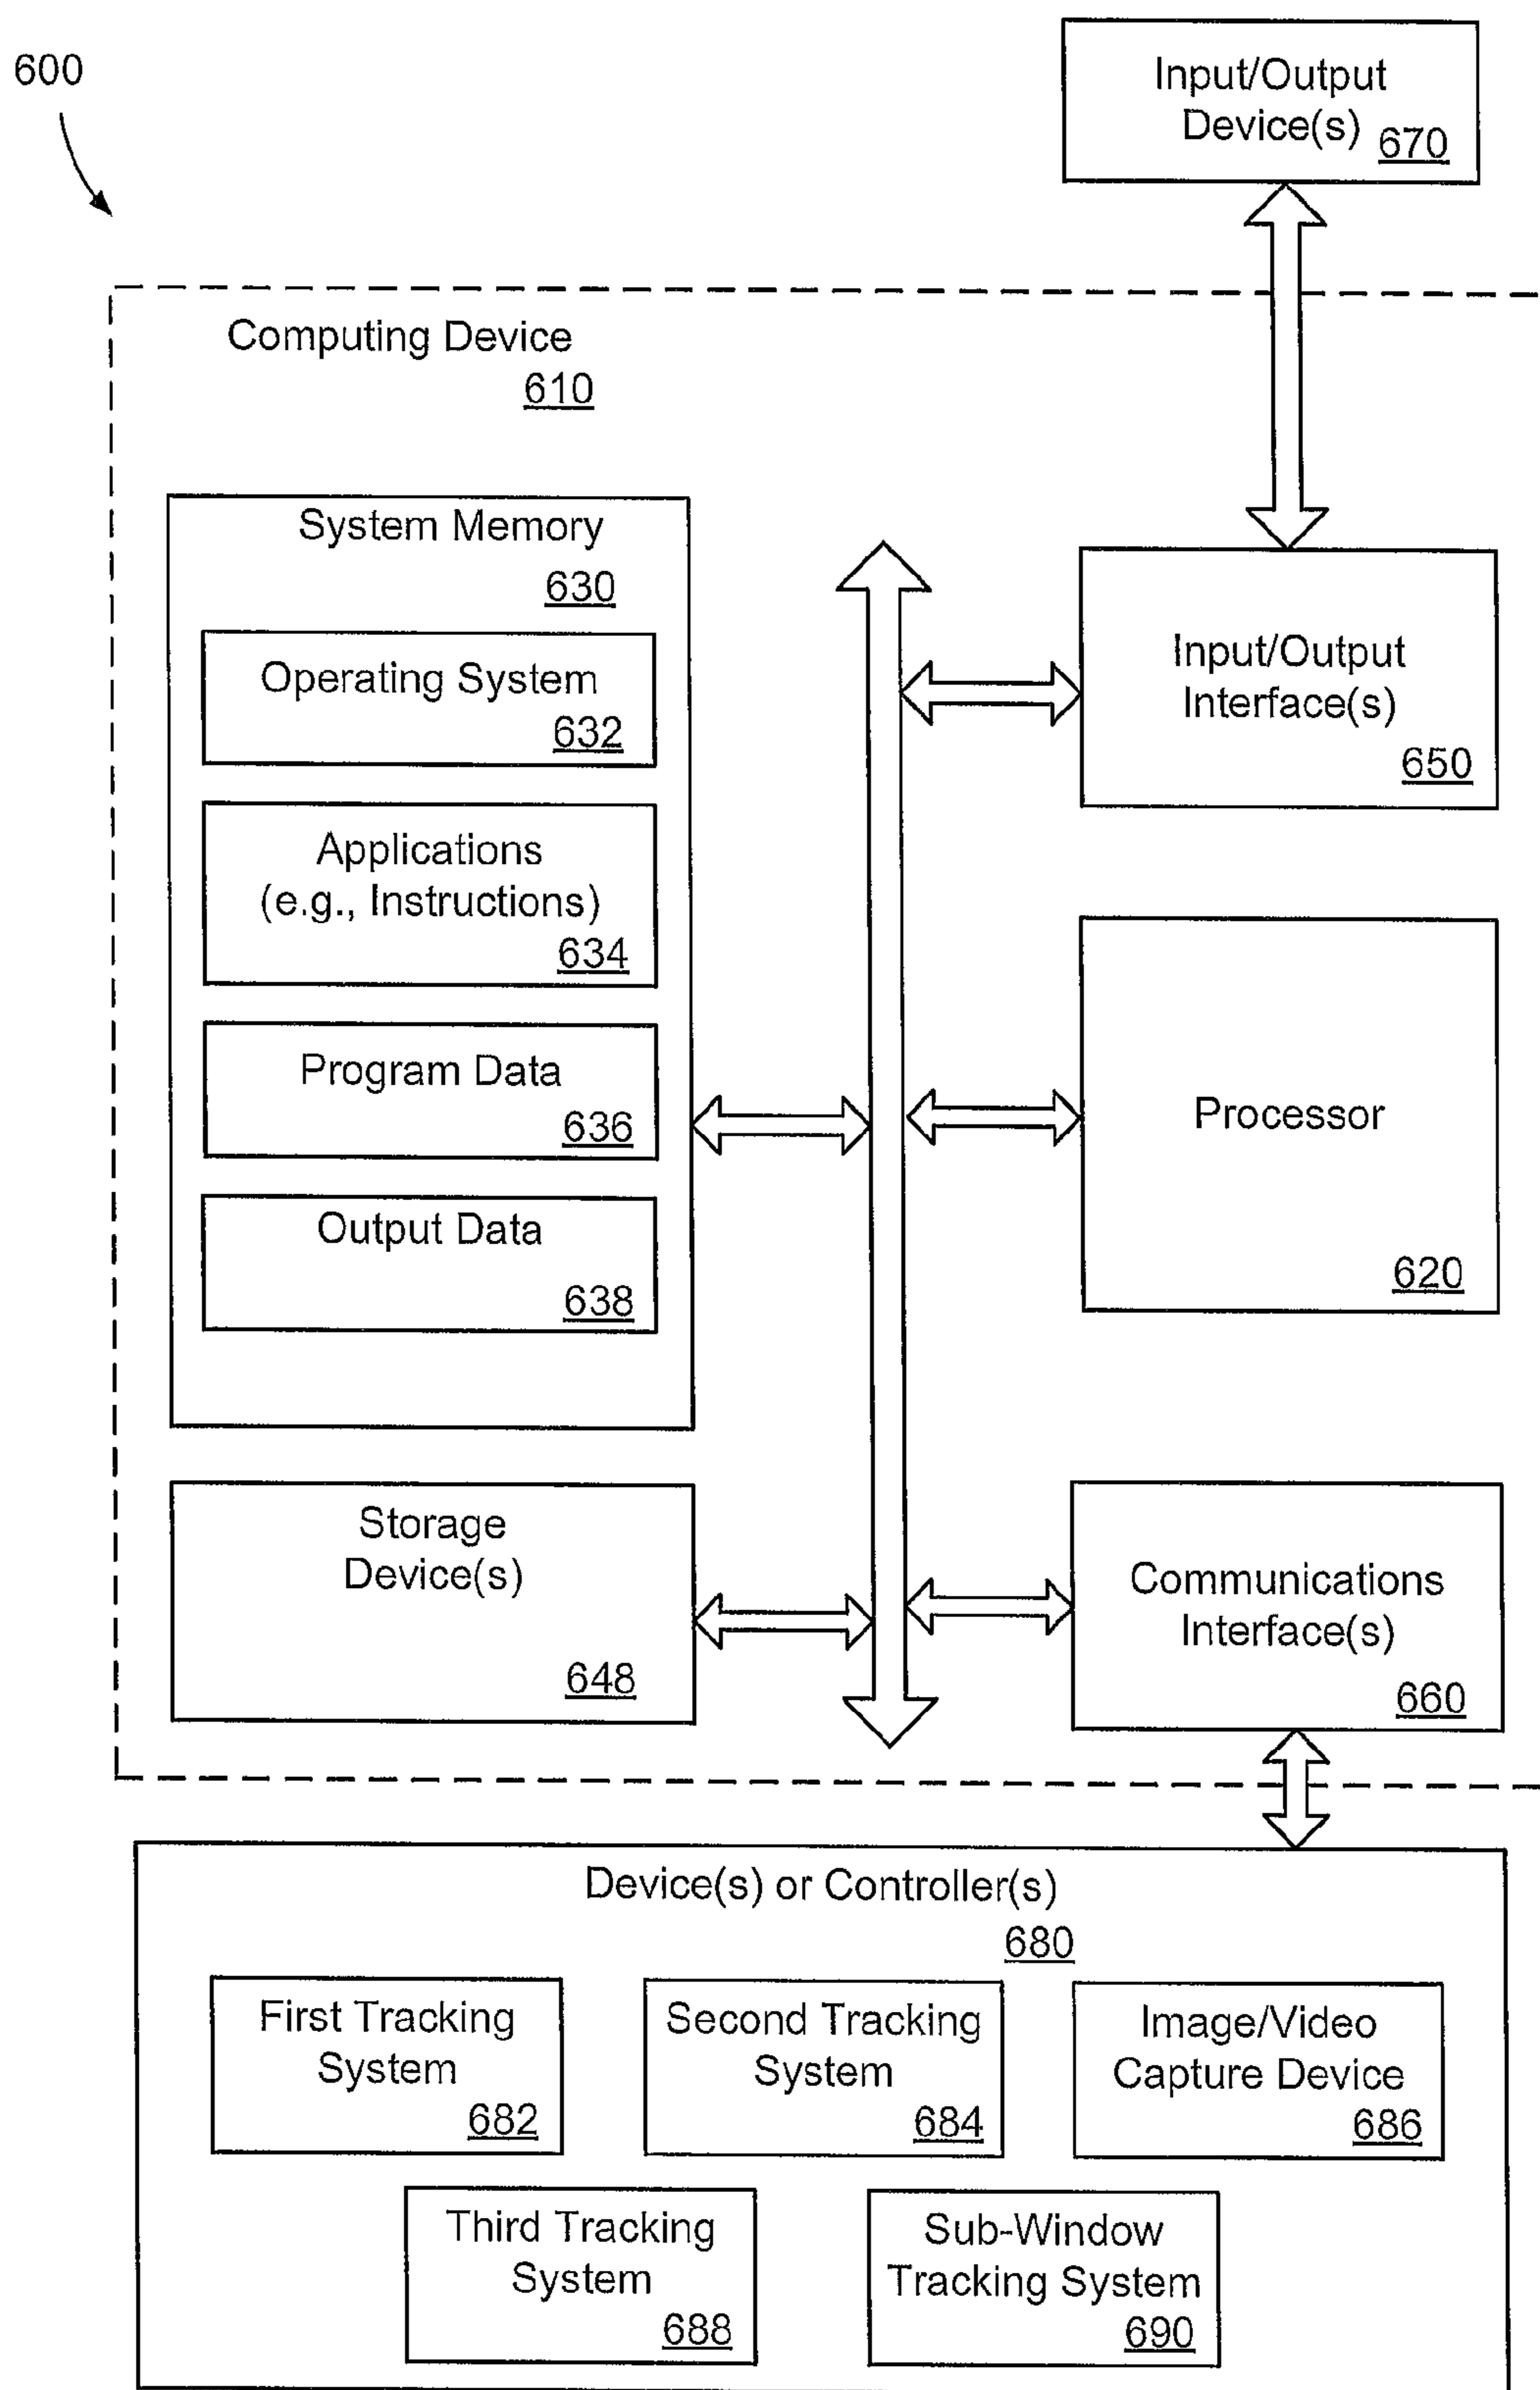 600
Input/Output
Device(s) 670
Computing Device
610
System Memory
630
Operating System
632
Applications
(e.g., Instructions)
634
Program Data
636
Output Data
638
Storage
Device(s)
648
Input/Output
Interface(s)
650
Processor
620
Communications
Interface(s)
660
Device(s) or Controller(s)
680
First Tracking
System
682
Second Tracking
System
684
Image/Video
Capture Device
686
Third Tracking
System
688
Sub-Window
Tracking System
690